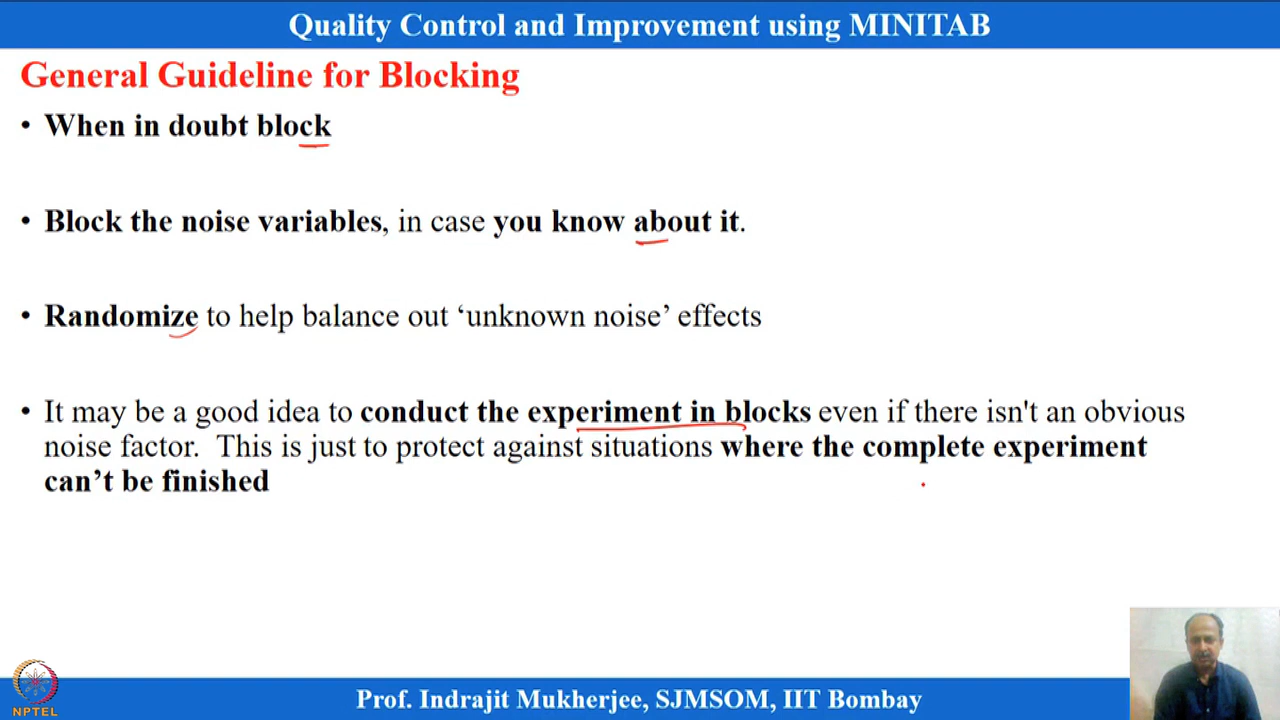 Quality Control and Improvement using MINITAB
General Guideline for Blocking
• When in doubt block
• Block the noise variables, in case you know about it.
• Randomize to help balance out ‘unknown noise’ effects
• It may be a good idea to conduct the experiment in blocks even if there isn't an obvious
noise factor. This is just to protect against situations where the complete experiment
can’t be finished
NPTEL
Prof. Indrajit Mukherjee, SJMSOM, IIT Bombay